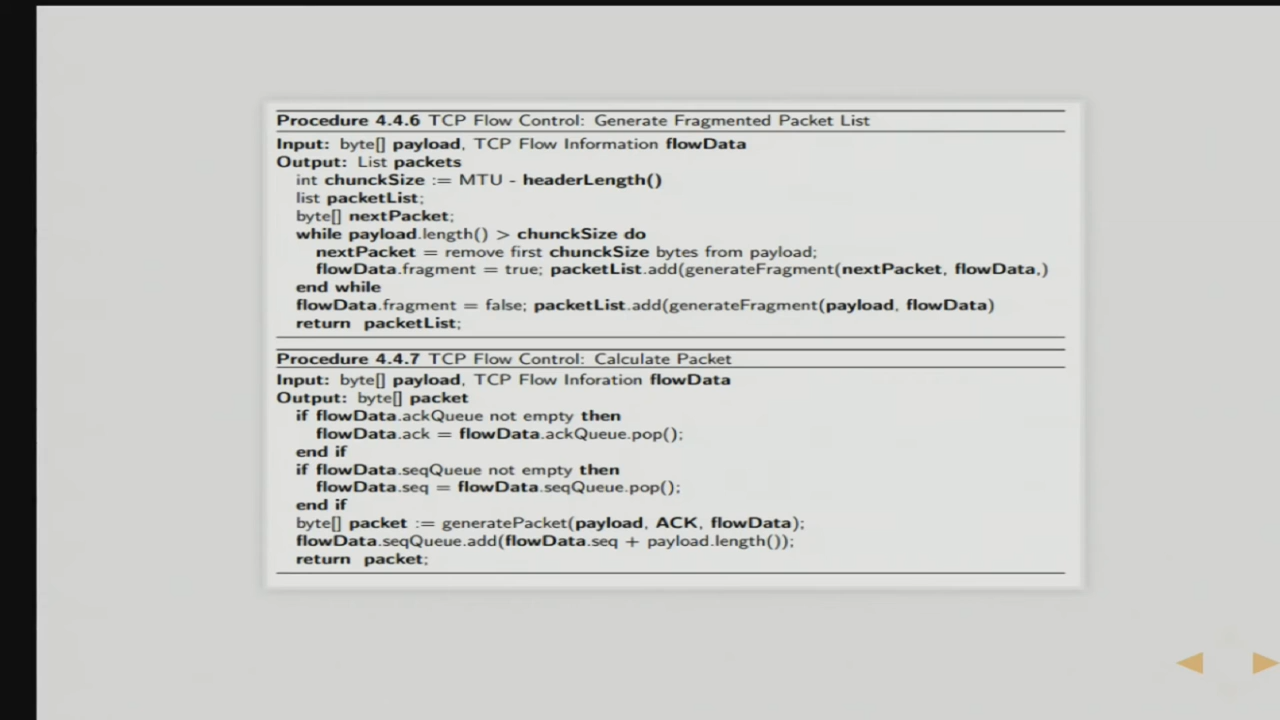 Procedure 4.4.6 TCP Flow Control: Generate Fragmented Packet List
Input: byte[] payload, TCP Flow Information flowData
Output: List packets
int chunckSize := MTU - headerLength()
list packetList;
byte[] nextPacket;
while payload.length() > chunckSize do
nextPacket = remove first chunckSize bytes from payload;
flowData.fragment = true; packetList.add(generateFragment(nextPacket, flowData,)
end while
flowData.fragment = false; packetList.add(generateFragment(payload, flowData)
return packetList;
Procedure 4.4.7 TCP Flow Control: Calculate Packet
Input: byte[] payload, TCP Flow Inforation flowData
Output: byte[] packet
if flowData.ackQueue not empty then
flowData.ack = flowData.ackQueue.pop();
end if
if flowData.seqQueue not empty then
flowData.seq = flowData.seqQueue.pop();
end if
byte[] packet := generatePacket(payload, ACK, flowData);
flowData.seqQueue.add(flowData.seq + payload.length());
return packet;